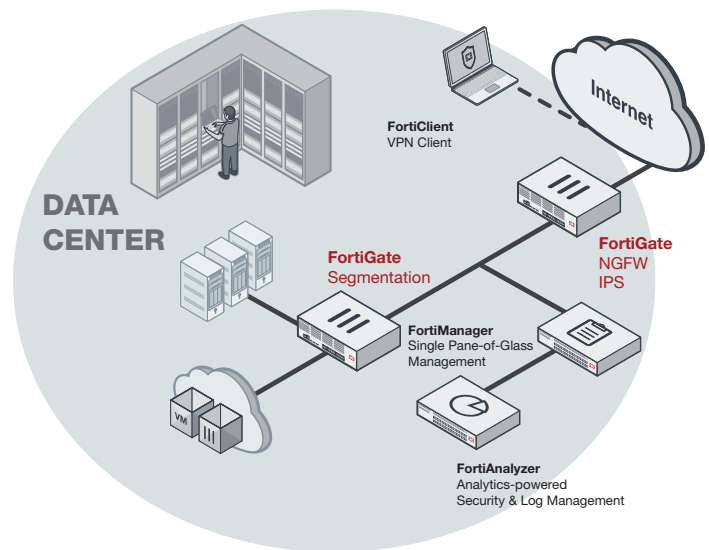 Internet
FortiClient
VPN Client
DATA
CENTER
FortiGate
NGFW
IPS
FortiGate
Segmentation
FortiManager
Single Pane-of-Glass
Management
VM
FortiAnalyzer
Analytics-powered
Security & Log Management